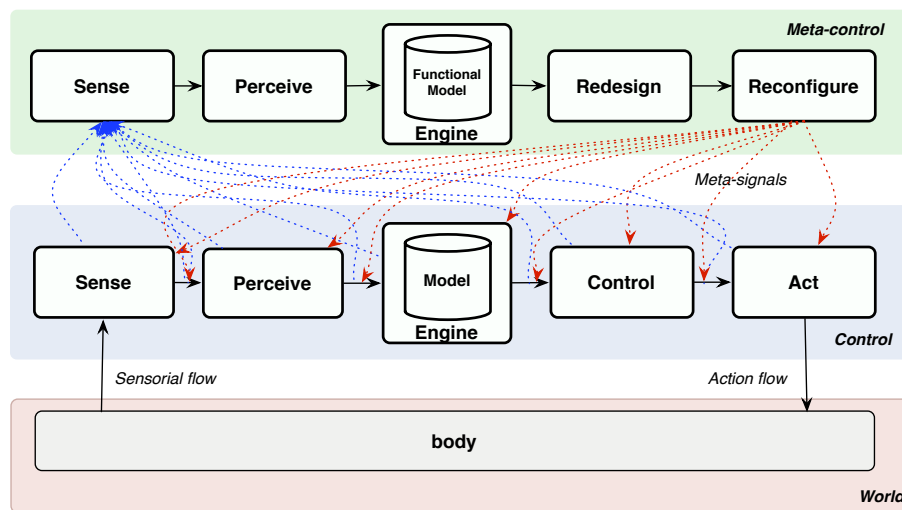 Meta-control
Sense
Perceive
Functional
Model
Engine
Redesign
Reconfigure
Meta-signals
Sense
Perceive
Model
Engine
Control
Act
Control
Sensorial flow
Action flow
body
World